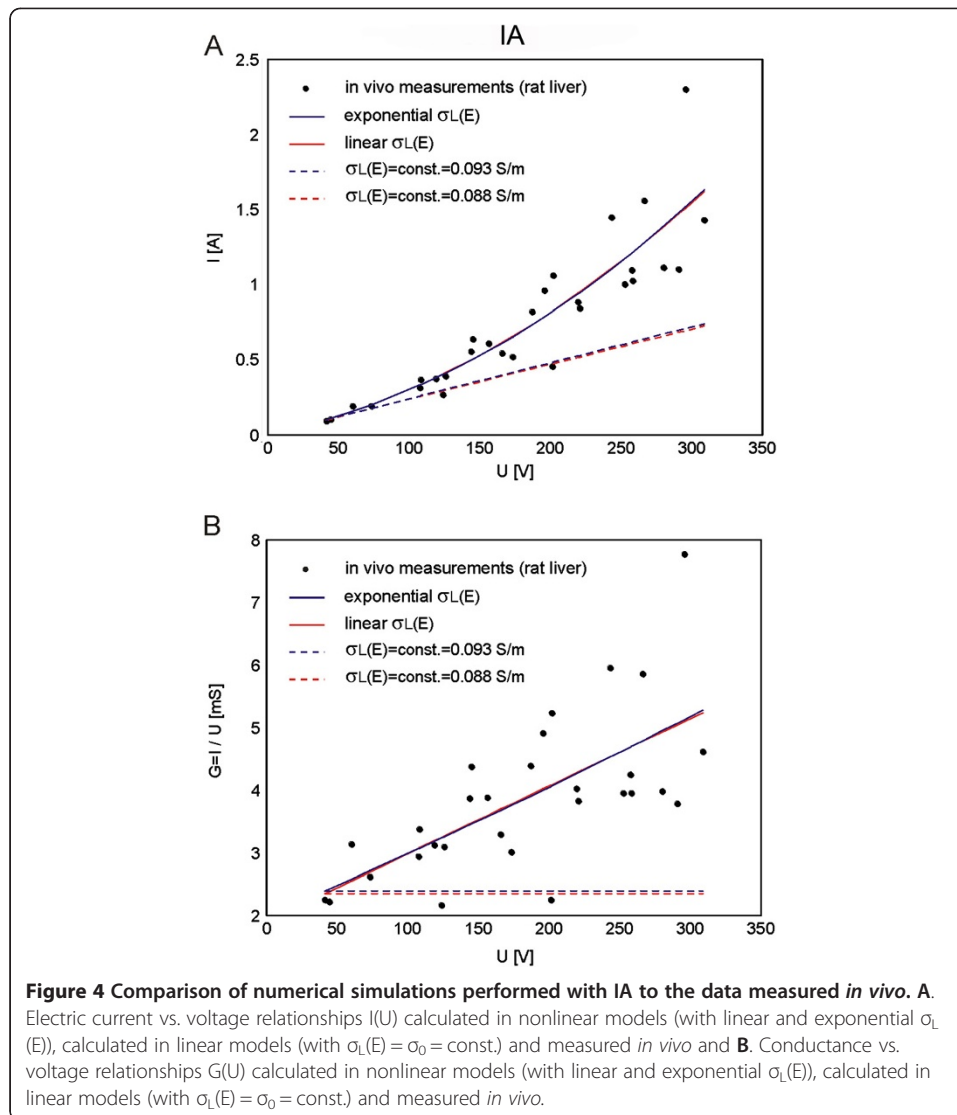 A
IA
2.5
2
1.5
1
0.5
0
I [A]
in vivo measurements (rat liver)
exponential σL(E)
linear σL(E)
σL(E)=const.=0.093 S/m
σL(E)=const.=0.088 S/m
0 50 100 150 200 250 300 350
U [V]
B
8
7
6
5
4
3
2
G=I / U [mS]
in vivo measurements (rat liver)
exponential σL(E)
linear σL(E)
σL(E)=const.=0.093 S/m
σL(E)=const.=0.088 S/m
0 50 100 150 200 250 300 350
U [V]
Figure 4 Comparison of numerical simulations performed with IA to the data measured in vivo. A.
Electric current vs. voltage relationships I(U) calculated in nonlinear models (with linear and exponential σL
(E)), calculated in linear models (with σL(E) = σ0 = const.) and measured in vivo and B. Conductance vs.
voltage relationships G(U) calculated in nonlinear models (with linear and exponential σL(E)), calculated in
linear models (with σL(E) = σ0 = const.) and measured in vivo.